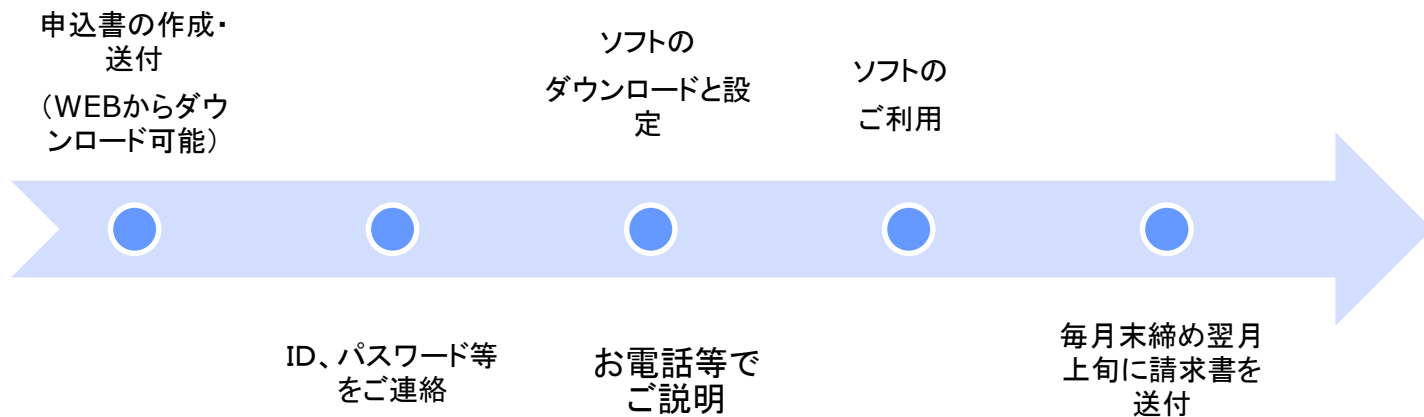 申込書の作成・
送付
（WEBからダウ
ンロード可能）
ID、パスワード等
をご連絡
ソフトの
ダウンロードと設
定
お電話等で
ご説明
ソフトの
ご利用
毎月末締め翌月
上旬に請求書を
送付